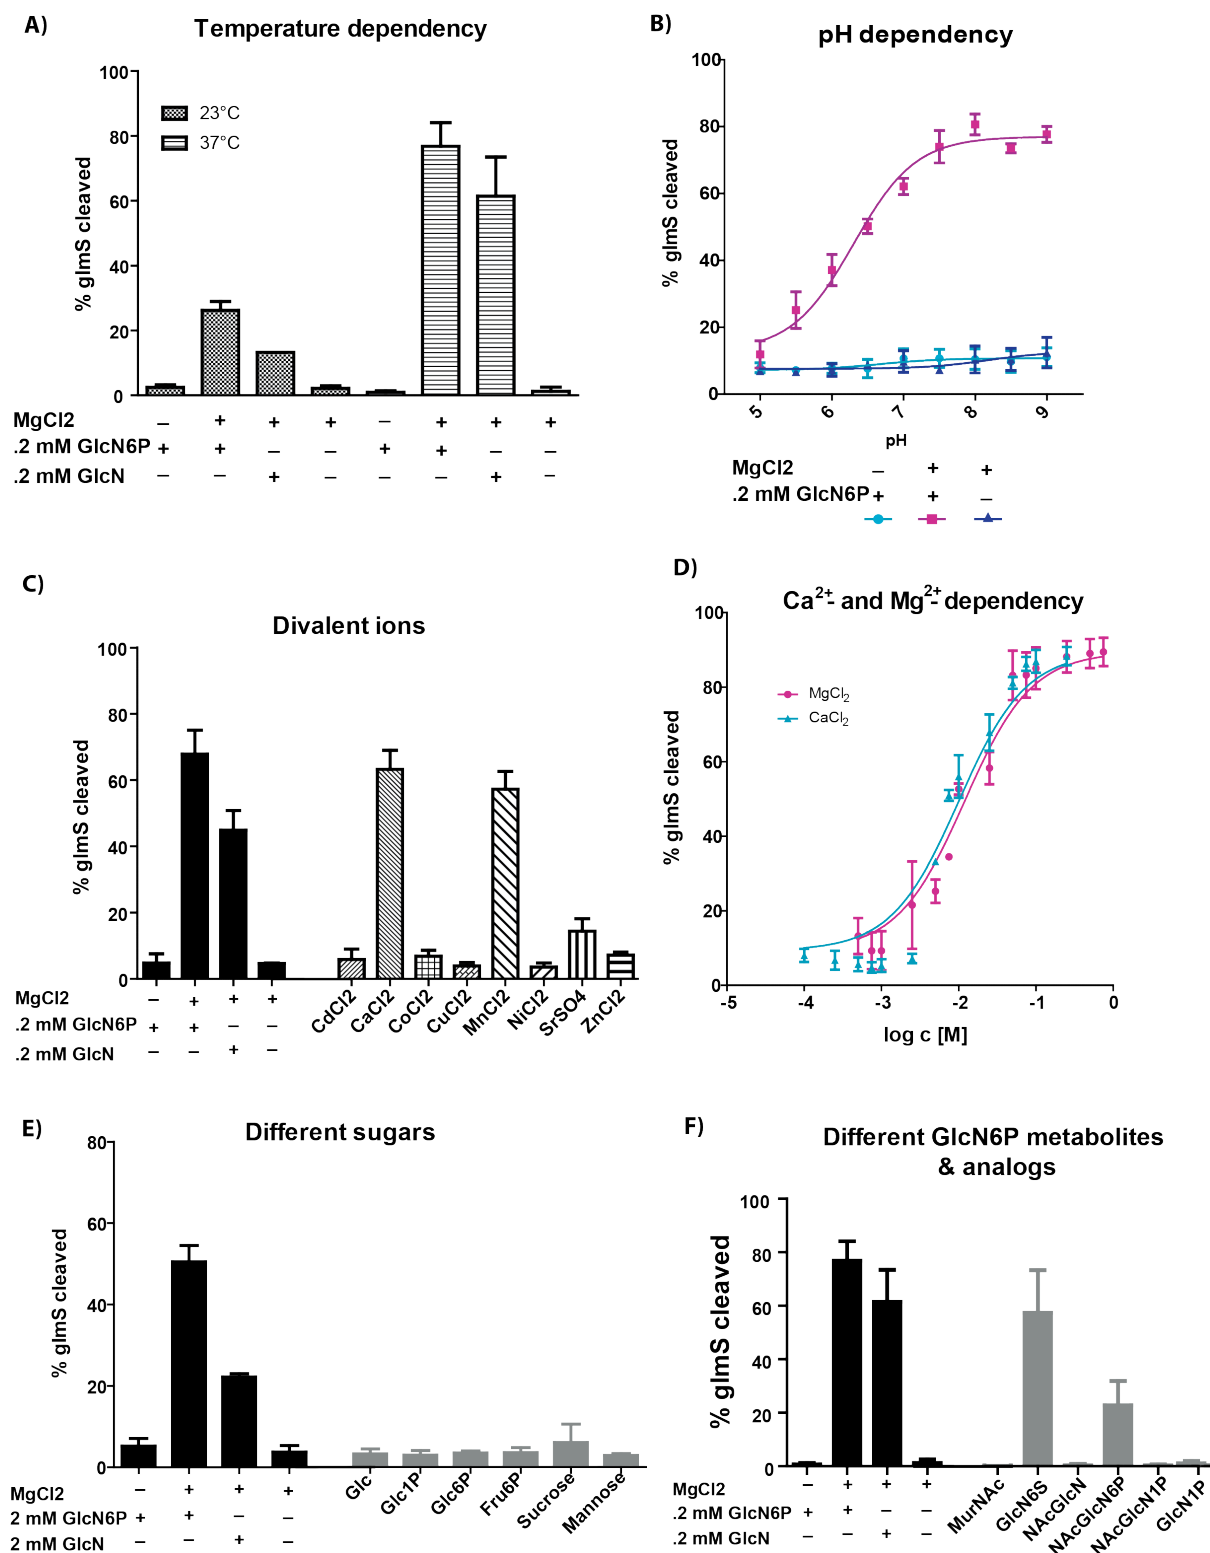 A)
Temperature dependency
100
80
60
40
20
0
% glmS cleaved
23°C
37°C
MgCl2 – + + + – + + +
.2 mM GlcN6P + + – – + + – –
.2 mM GlcN – – + – – – + –
B)
pH dependency
100
80
60
40
20
0
% glmS cleaved
5 6 7 8 9
pH
MgCl2 – + +
.2 mM GlcN6P + + –
C)
Divalent ions
100
80
60
40
20
0
% glmS cleaved
MgCl2 – + + +
.2 mM GlcN6P + + – –
.2 mM GlcN – – + –
CdCl2 CaCl2 CoCl2 CuCl2 MnCl2 NiCl2 SrSO4 ZnCl2
D)
Ca2+- and Mg2+- dependency
100
80
60
40
20
0
% glmS cleaved
MgCl2
CaCl2
-5 -4 -3 -2 -1 0
log c [M]
E)
Different sugars
80
60
40
20
0
% glmS cleaved
MgCl2 – + + +
2 mM GlcN6P + + – –
2 mM GlcN – – + –
Glc Glc1P Glc6P Fru6P Sucrose Mannose
F)
Different GlcN6P metabolites
& analogs
100
80
60
40
20
0
% glmS cleaved
MgCl2 – + + +
.2 mM GlcN6P + + – –
.2 mM GlcN – – + –
MurNAc GlcN6S NAcGlcN NAcGlcN6P NAcGlcN1P GlcN1P